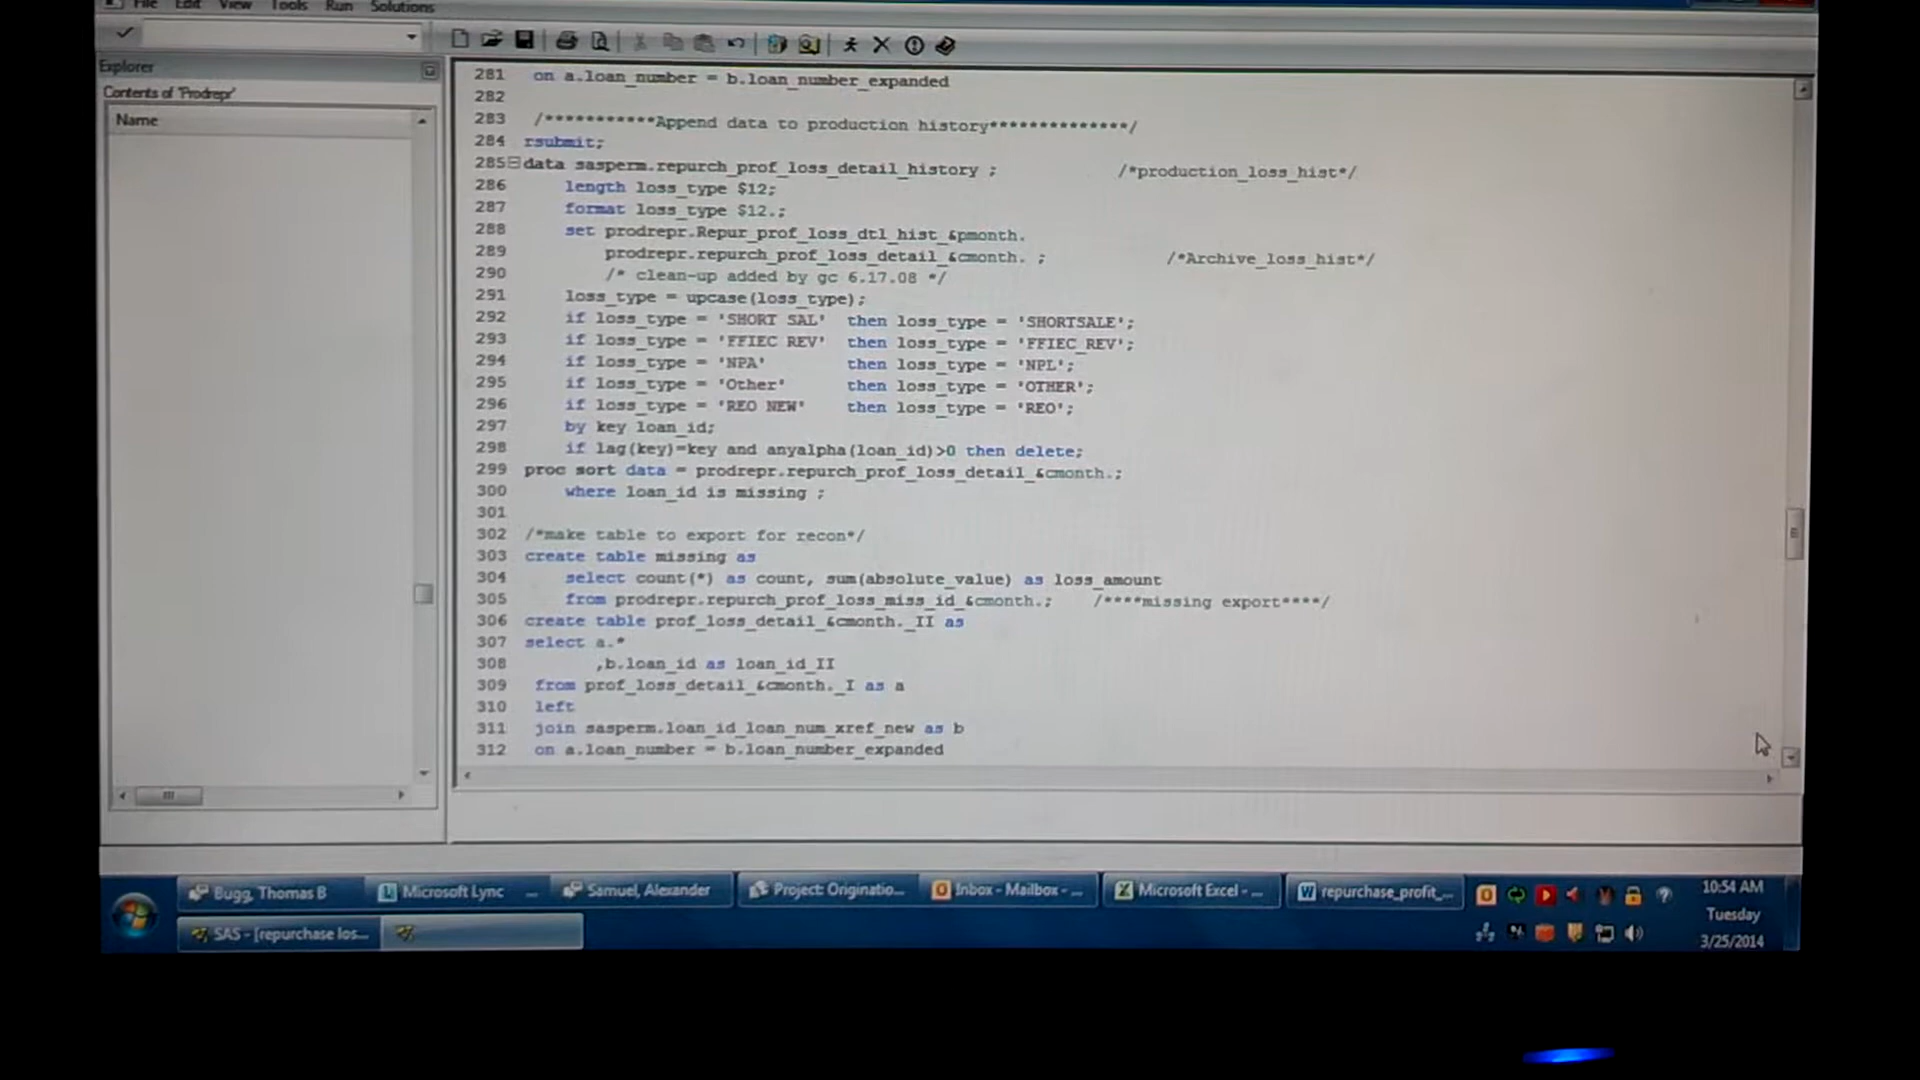 File Edit View Tools Run Solutions
Explorer
Contents of 'Prodrepr'
Name
281 on a.loan_number = b.loan_number_expanded
282
283 /***********Append data to production history**************/
284 rsubmit;
285 data sasperm.repurch_prof_loss_detail_history ; /*production_loss_hist*/
286 length loss_type $12;
287 format loss_type $12.;
288 set prodrepr.Repur_prof_loss_dtl_hist_&pmonth.
289 prodrepr.repurch_prof_loss_detail_&cmonth. ; /*Archive_loss_hist*/
290 /* clean-up added by gc 6.17.08 */
291 loss_type = upcase(loss_type);
292 if loss_type = 'SHORT SAL' then loss_type = 'SHORTSALE';
293 if loss_type = 'FFIEC REV' then loss_type = 'FFIEC_REV';
294 if loss_type = 'NPA' then loss_type = 'NPL';
295 if loss_type = 'Other' then loss_type = 'OTHER';
296 if loss_type = 'REO NEW' then loss_type = 'REO';
297 by key loan_id;
298 if lag(key)=key and anyalpha(loan_id)>0 then delete;
299 proc sort data = prodrepr.repurch_prof_loss_detail_&cmonth.;
300 where loan_id is missing ;
301
302 /*make table to export for recon*/
303 create table missing as
304 select count(*) as count, sum(absolute_value) as loss_amount
305 from prodrepr.repurch_prof_loss_miss_id_&cmonth.; /****missing export****/
306 create table prof_loss_detail_&cmonth._II as
307 select a.*
308 ,b.loan_id as loan_id_II
309 from prof_loss_detail_&cmonth._I as a
310 left
311 join sasperm.loan_id_loan_num_xref_new as b
312 on a.loan_number = b.loan_number_expanded
Bugg, Thomas B
Microsoft Lync ...
Samuel, Alexander
Project: Originatio...
Inbox - Mailbox - ...
Microsoft Excel - ...
repurchase_profit_...
SAS - [repurchase los...
10:54 AM
Tuesday
3/25/2014